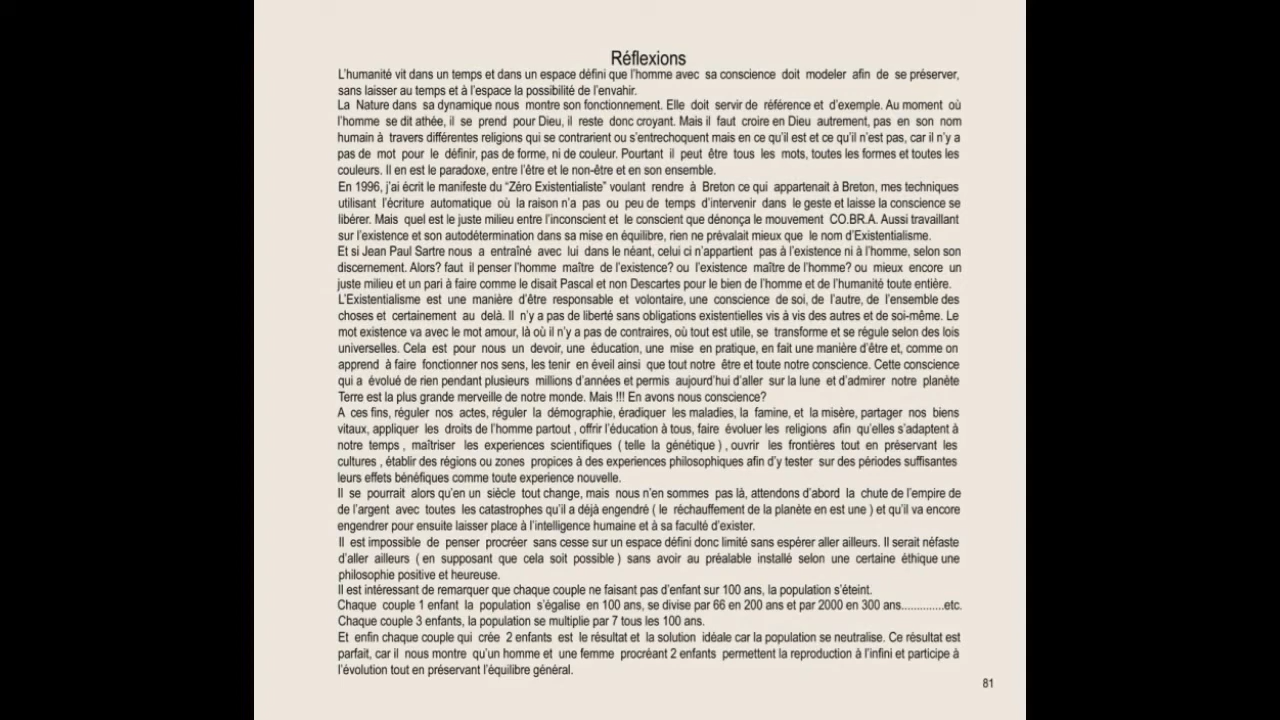 Réflexions
L’humanité vit dans un temps et dans un espace défini que l’homme avec sa conscience doit modeler afin de se préserver,
sans laisser au temps et à l’espace la possibilité de l’envahir.
La Nature dans sa dynamique nous montre son fonctionnement. Elle doit servir de référence et d’exemple. Au moment où
l’homme se dit athée, il se prend pour Dieu, il reste donc croyant. Mais il faut croire en Dieu autrement, pas en son nom
humain à travers différentes religions qui se contrarient ou s’entrechoquent mais en ce qu’il est et ce qu’il n’est pas, car il n’y a
pas de mot pour le définir, pas de forme, ni de couleur. Pourtant il peut être tous les mots, toutes les formes et toutes les
couleurs. Il en est le paradoxe, entre l’être et le non-être et en son ensemble.
En 1996, j’ai écrit le manifeste du “Zéro Existentialiste” voulant rendre à Breton ce qui appartenait à Breton, mes techniques
utilisant l’écriture automatique où la raison n’a pas ou peu de temps d’intervenir dans le geste et laisse la conscience se
libérer. Mais quel est le juste milieu entre l’inconscient et le conscient que dénonça le mouvement CO.BR.A. Aussi travaillant
sur l’existence et son autodétermination dans sa mise en équilibre, rien ne prévalait mieux que le nom d’Existentialisme.
Et si Jean Paul Sartre nous a entraîné avec lui dans le néant, celui ci n’appartient pas à l’existence ni à l’homme, selon son
discernement. Alors? faut il penser l’homme maître de l’existence? ou l’existence maître de l’homme? ou mieux encore un
juste milieu et un pari à faire comme le disait Pascal et non Descartes pour le bien de l’homme et de l’humanité toute entière.
L’Existentialisme est une manière d’être responsable et volontaire, une conscience de soi, de l’autre, de l’ensemble des
choses et certainement au delà. Il n’y a pas de liberté sans obligations existentielles vis à vis des autres et de soi-même. Le
mot existence va avec le mot amour, là où il n’y a pas de contraires, où tout est utile, se transforme et se régule selon des lois
universelles. Cela est pour nous un devoir, une éducation, une mise en pratique, en fait une manière d’être et, comme on
apprend à faire fonctionner nos sens, les tenir en éveil ainsi que tout notre être et toute notre conscience. Cette conscience
qui a évolué de rien pendant plusieurs millions d’années et permis aujourd’hui d’aller sur la lune et d’admirer notre planète
Terre est la plus grande merveille de notre monde. Mais !!! En avons nous conscience?
A ces fins, réguler nos actes, réguler la démographie, éradiquer les maladies, la famine, et la misère, partager nos biens
vitaux, appliquer les droits de l’homme partout , offrir l’éducation à tous, faire évoluer les religions afin qu’elles s’adaptent à
notre temps , maîtriser les experiences scientifiques ( telle la génétique ) , ouvrir les frontières tout en préservant les
cultures , établir des régions ou zones propices à des experiences philosophiques afin d’y tester sur des périodes suffisantes
leurs effets bénéfiques comme toute experience nouvelle.
Il se pourrait alors qu’en un siècle tout change, mais nous n’en sommes pas là, attendons d’abord la chute de l’empire de
de l’argent avec toutes les catastrophes qu’il a déjà engendré ( le réchauffement de la planète en est une ) et qu’il va encore
engendrer pour ensuite laisser place à l’intelligence humaine et à sa faculté d’exister.
Il est impossible de penser procréer sans cesse sur un espace défini donc limité sans espérer aller ailleurs. Il serait néfaste
d’aller ailleurs ( en supposant que cela soit possible ) sans avoir au préalable installé selon une certaine éthique une
philosophie positive et heureuse.
Il est intéressant de remarquer que chaque couple ne faisant pas d’enfant sur 100 ans, la population s’éteint.
Chaque couple 1 enfant la population s’égalise en 100 ans, se divise par 66 en 200 ans et par 2000 en 300 ans..............etc.
Chaque couple 3 enfants, la population se multiplie par 7 tous les 100 ans.
Et enfin chaque couple qui crée 2 enfants est le résultat et la solution idéale car la population se neutralise. Ce résultat est
parfait, car il nous montre qu’un homme et une femme procréant 2 enfants permettent la reproduction à l’infini et participe à
l’évolution tout en préservant l’équilibre général.
81